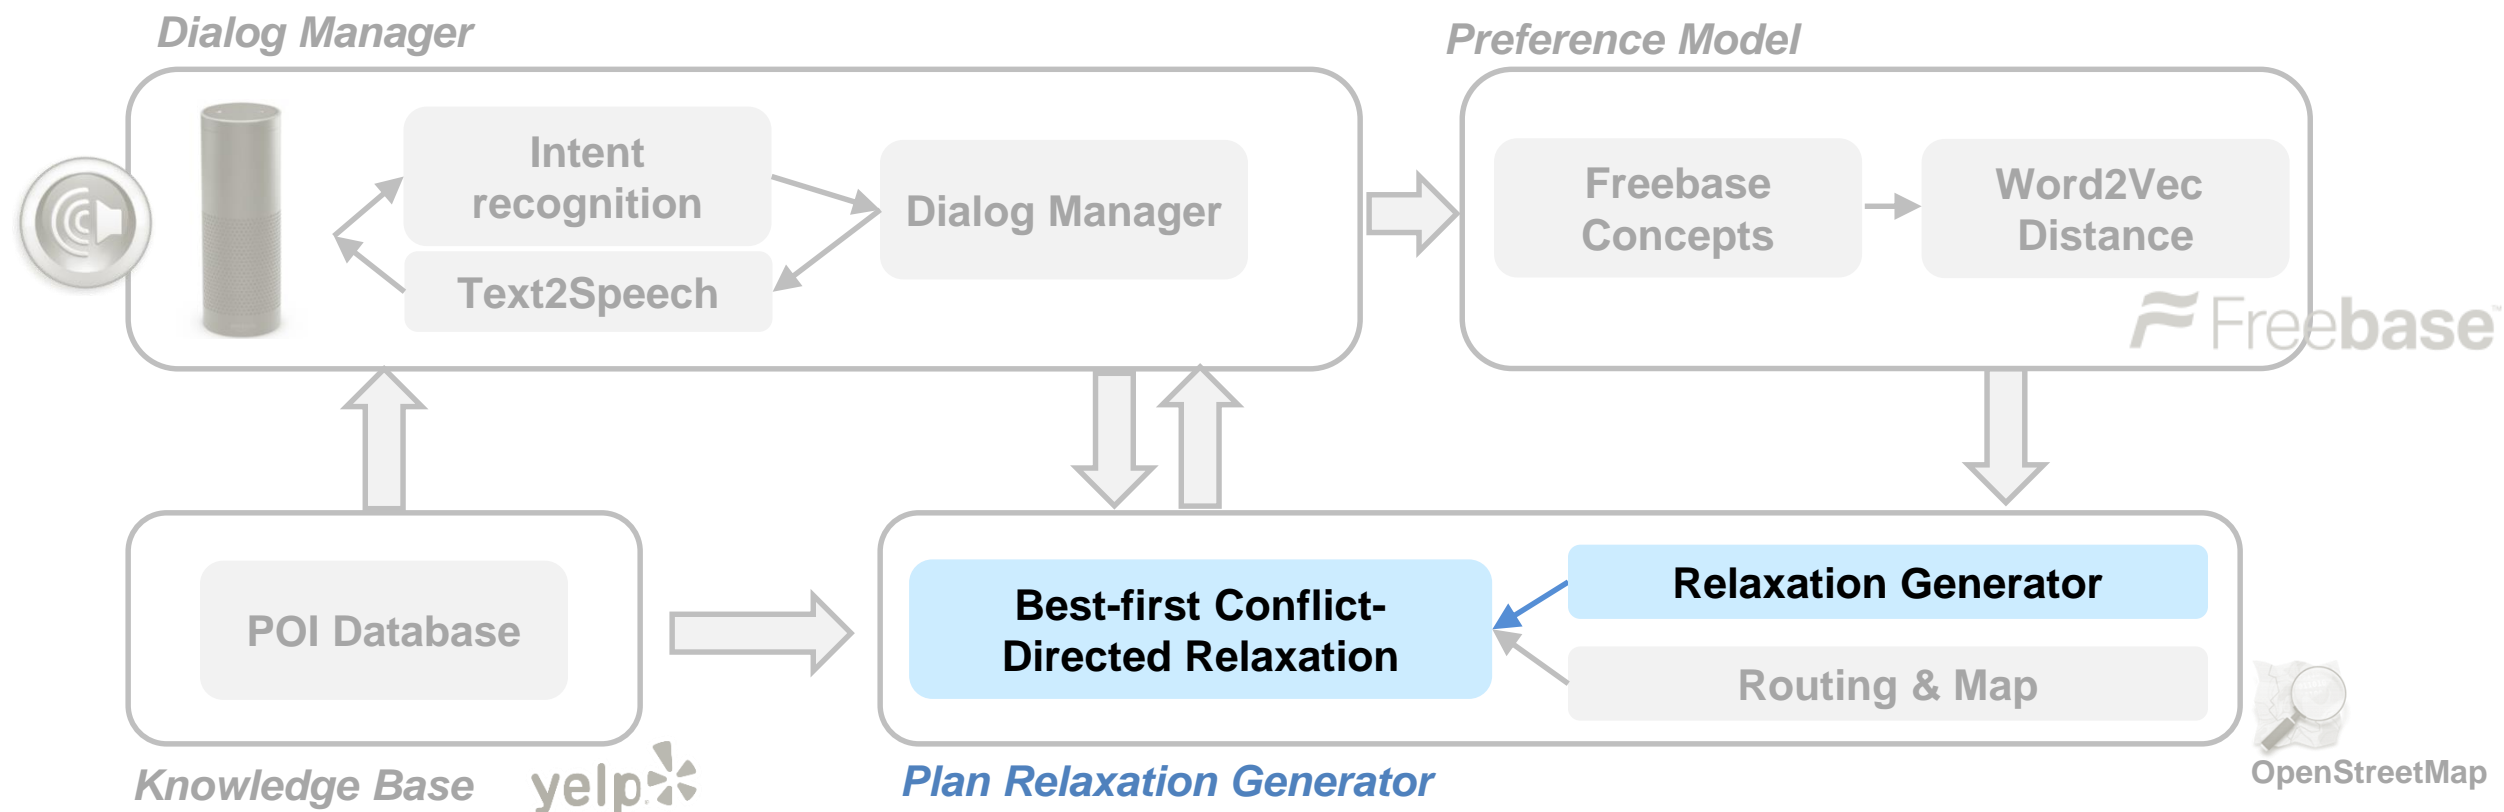 Dialog Manager
Preference Model
Intent
recognition
Dialog Manager
Text2Speech
Freebase
Concepts
Word2Vec
Distance
Freebase
POI Database
Best-first Conflict-
Directed Relaxation
Relaxation Generator
Routing & Map
Knowledge Base
yelp
Plan Relaxation Generator
OpenStreetMap